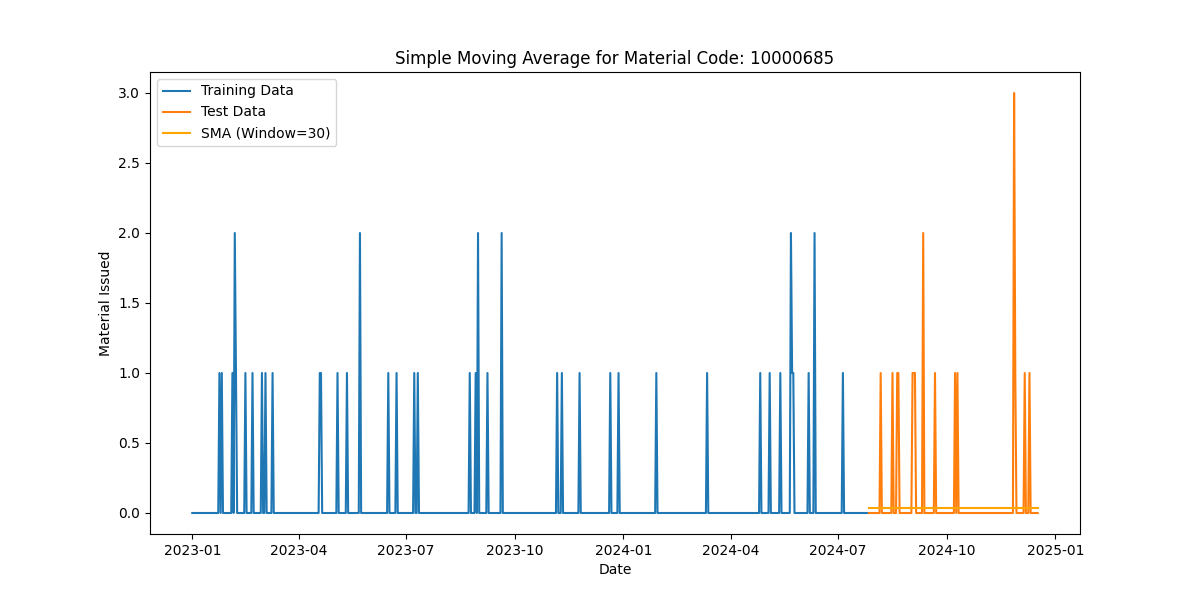 Simple Moving Average for Material Code: 10000685
Training Data
Test Data
SMA (Window=30)
Material Issued
3.0
2.5
2.0
1.5
1.0
0.5
0.0
2023-01 2023-04 2023-07 2023-10 2024-01 2024-04 2024-07 2024-10 2025-01
Date